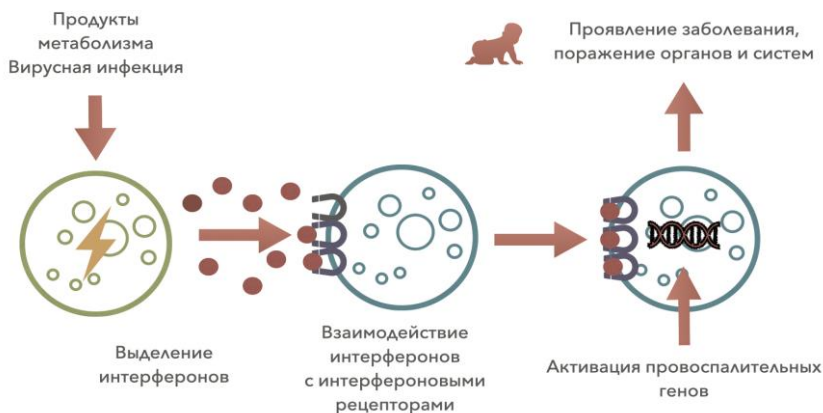 Продукты
метаболизма
Вирусная инфекция
Проявление заболевания,
поражение органов и систем
Выделение
интерферонов
Взаимодействие
интерферонов
с интерфероновыми
рецепторами
Активация провоспалительных
генов